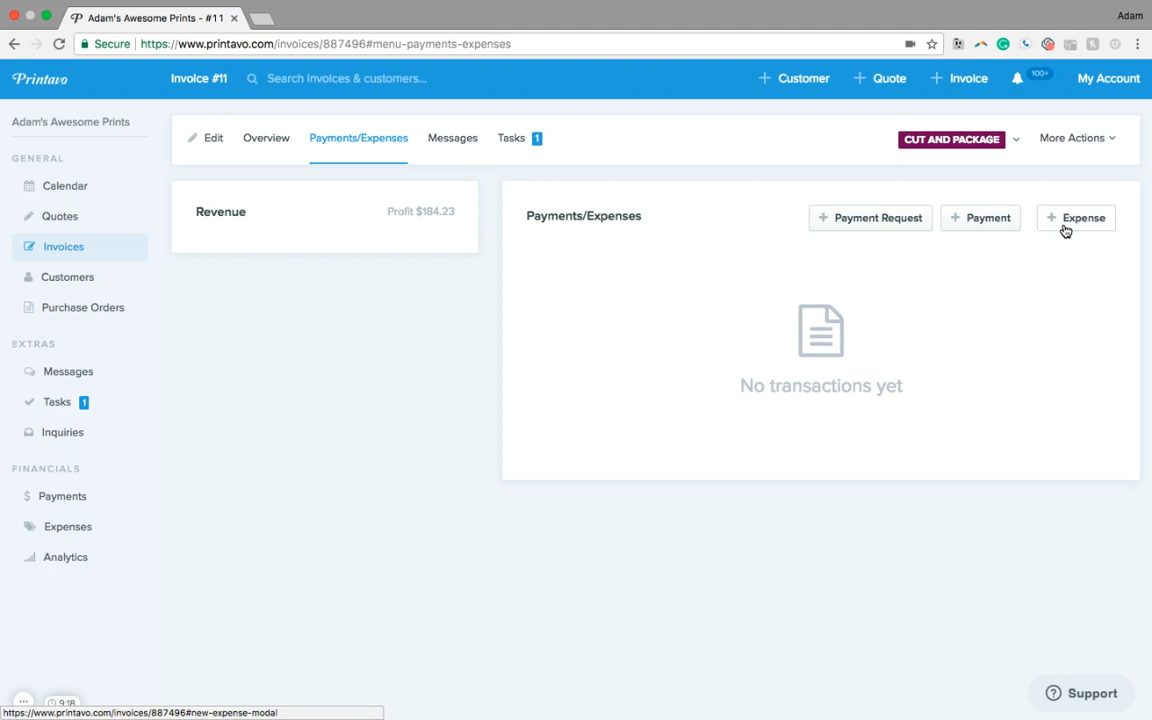 Adam's Awesome Prints - #11
Adam
Secure
https://www.printavo.com/invoices/887496#menu-payments-expenses
Printavo
Invoice #11
Search Invoices & customers...
Customer
Quote
Invoice
100+
My Account
Adam's Awesome Prints
GENERAL
Calendar
Quotes
Invoices
Customers
Purchase Orders
EXTRAS
Messages
Tasks 1
Inquiries
FINANCIALS
Payments
Expenses
Analytics
Edit
Overview
Payments/Expenses
Messages
Tasks 1
CUT AND PACKAGE
More Actions
Revenue
Profit $184.23
Payments/Expenses
+ Payment Request
+ Payment
+ Expense
No transactions yet
Support
9:18
https://www.printavo.com/invoices/887496#new-expense-modal